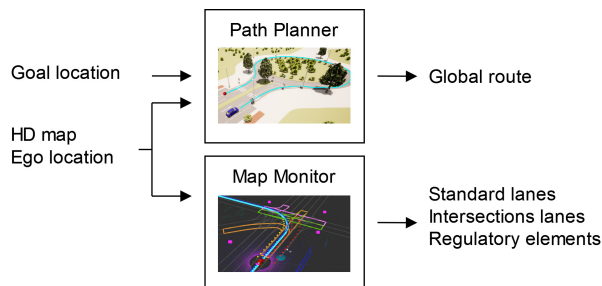 Path Planner
Goal location
Global route
HD map
Ego location
Map Monitor
Standard lanes
Intersections lanes
Regulatory elements